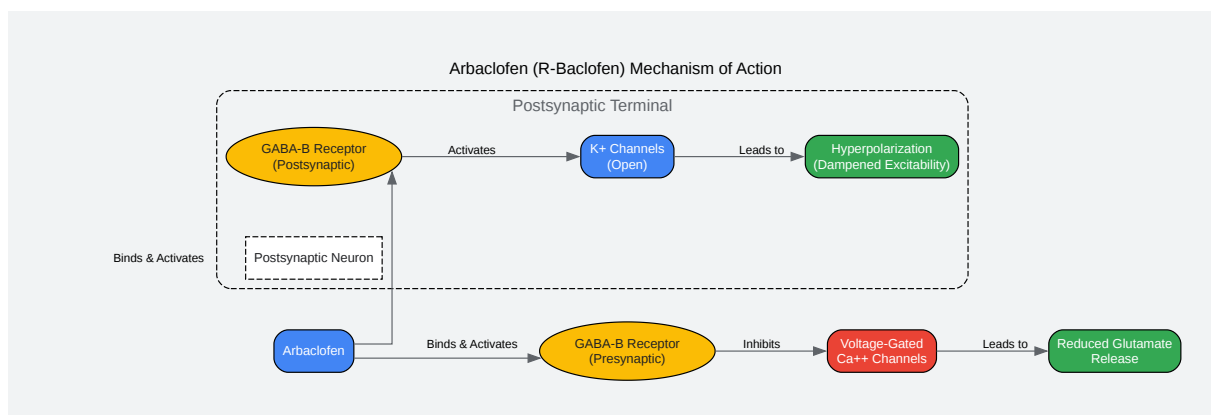 Arbaclofen (R-Baclofen) Mechanism of Action
Postsynaptic Terminal
GABA-B Receptor
(Postsynaptic)
Activates
K+ Channels
(Open)
Leads to
Hyperpolarization
(Dampened Excitability)
Binds & Activates
Postsynaptic Neuron
Arbaclofen
Binds & Activates
GABA-B Receptor
(Presynaptic)
Inhibits
Voltage-Gated
Ca++ Channels
Leads to
Reduced Glutamate
Release